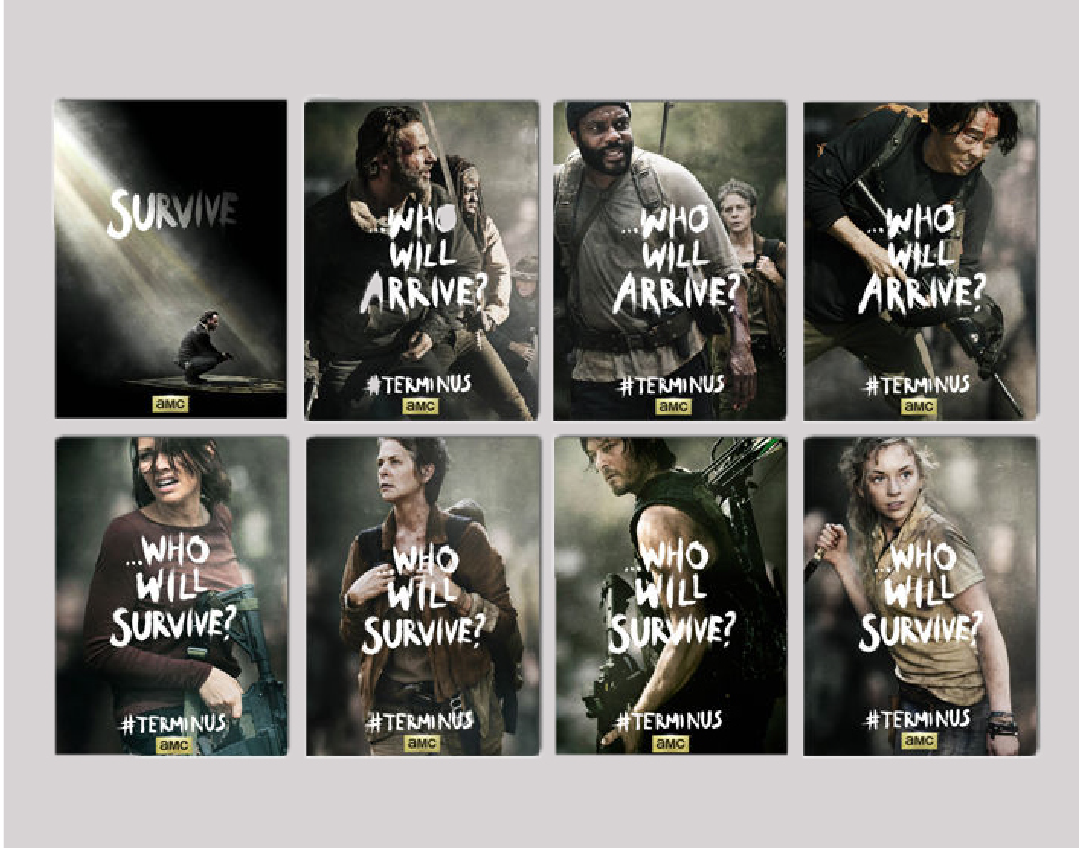 SURVIVE
amc
...WHO
WILL
ARRIVE?
#TERMINUS
amc
...WHO
WILL
ARRIVE?
#TERMINUS
amc
...WHO
WILL
ARRIVE?
#TERMINUS
amc
...WHO
WILL
SURVIVE?
#TERMINUS
amc
...WHO
WILL
SURVIVE?
#TERMINUS
amc
...WHO
WILL
SURVIVE?
#TERMINUS
amc
...WHO
WILL
SURVIVE?
#TERMINUS
amc